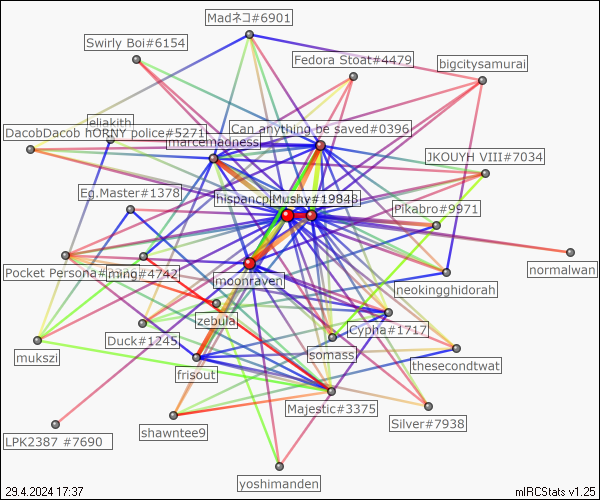 Madネコ#6901
Swirly Boi#6154
Fedora Stoat#4479
bigcitysamurai
eliakith
DacobDacob hORNY police#5271
Can anything be saved#0396
marcemadness
JKOUYH VIII#7034
Eg.Master#1378
Mushy#1984
Pikabro#9971
Pocket Persona#
ming#4742
moonraven
neokingghidorah
normalwan
zebula
Cypha#1717
Duck#1245
somass
mukszi
frisout
thesecondtwat
Majestic#3375
Silver#7938
LPK2387 #7690
shawntee9
yoshimanden
29.4.2024 17:37
mIRCStats v1.25